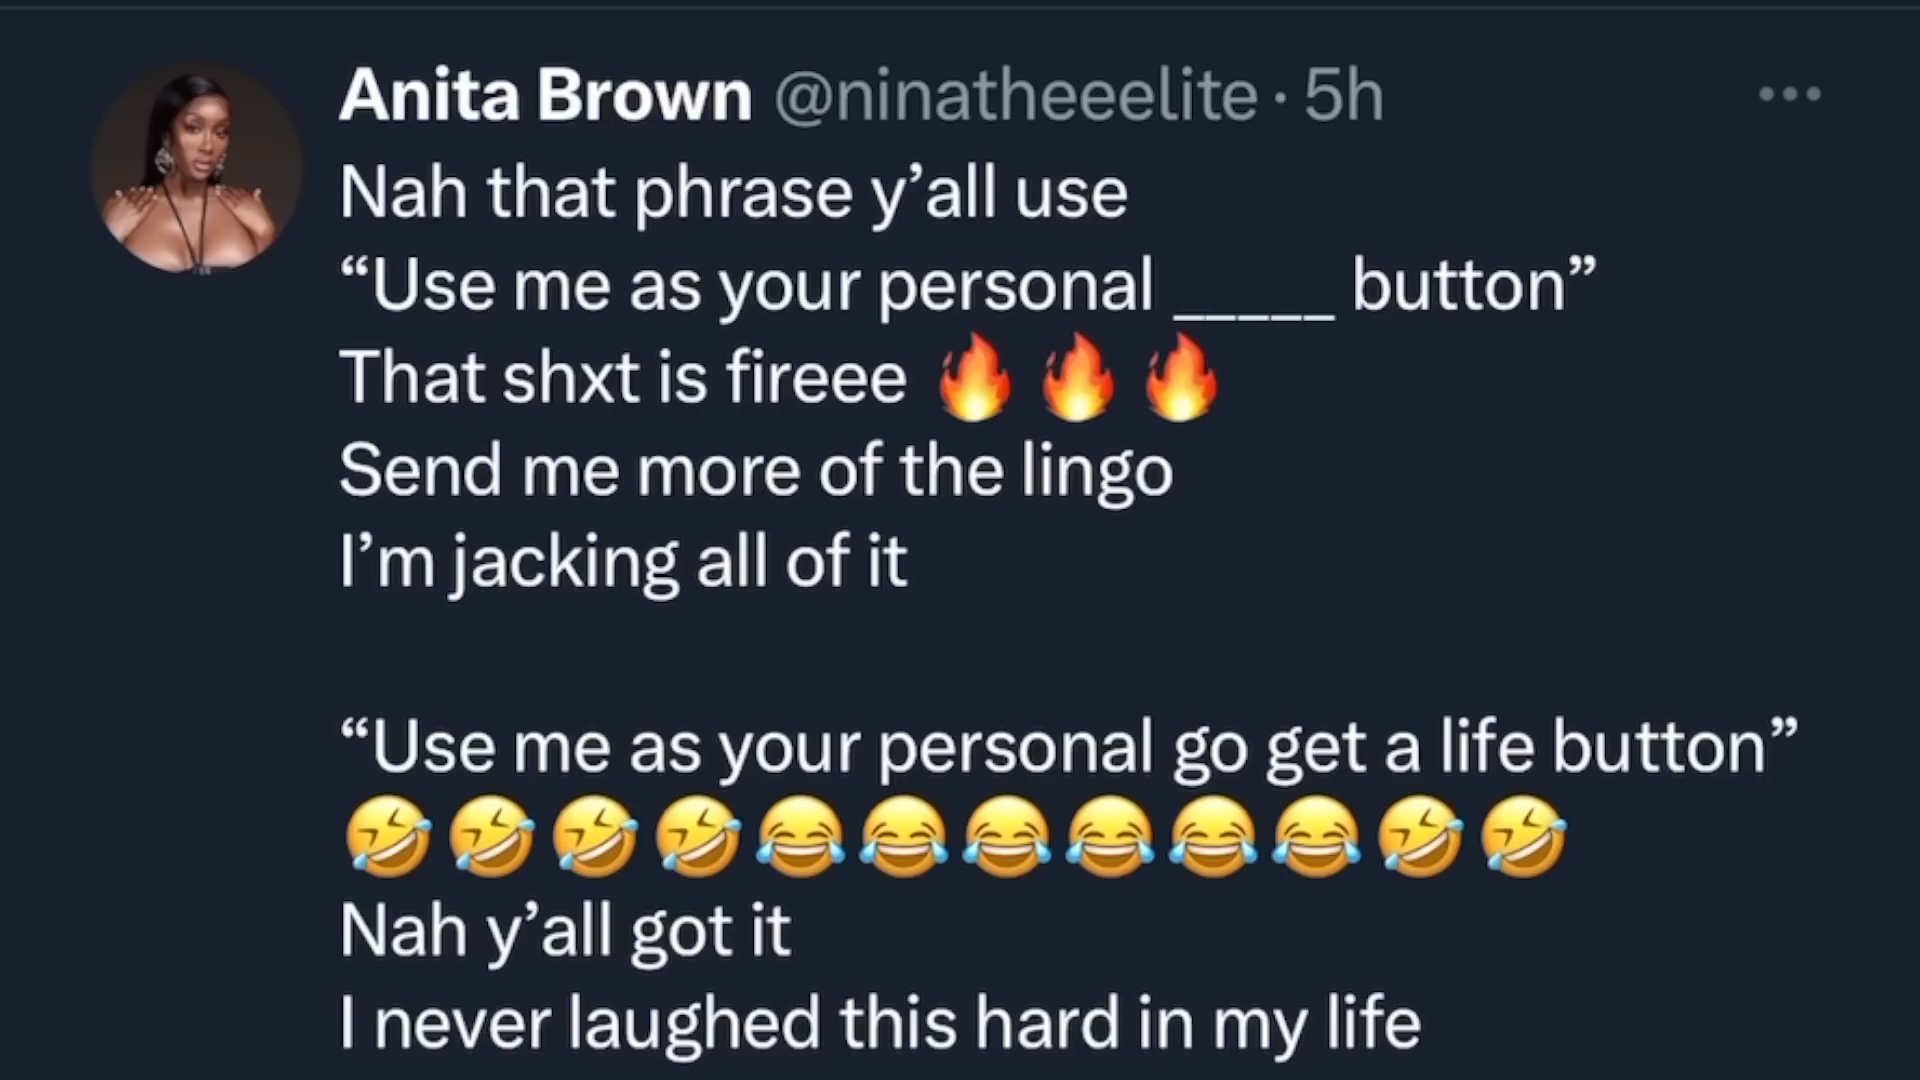 Anita Brown @ninatheeelite · 5h
Nah that phrase y’all use
“Use me as your personal _____ button”
That shxt is fireee 🔥 🔥 🔥
Send me more of the lingo
I’m jacking all of it
“Use me as your personal go get a life button”
🤣🤣🤣🤣😂😂😂😂😂😂🤣🤣
Nah y’all got it
I never laughed this hard in my life